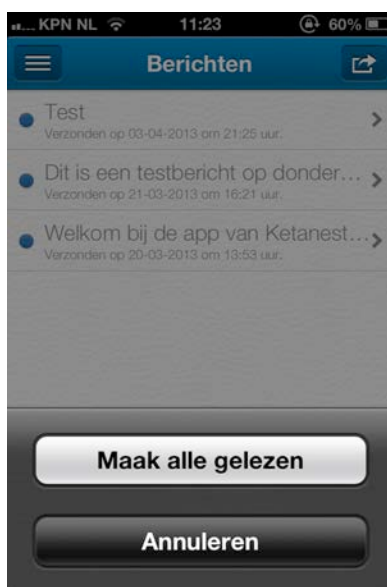 KPN NL 11:23 60%
Berichten
Test
Verzonden op 03-04-2013 om 21:25 uur.
Dit is een testbericht op donder...
Verzonden op 21-03-2013 om 16:21 uur.
Welkom bij de app van Ketanest...
Verzonden op 20-03-2013 om 13:53 uur.
Maak alle gelezen
Annuleren